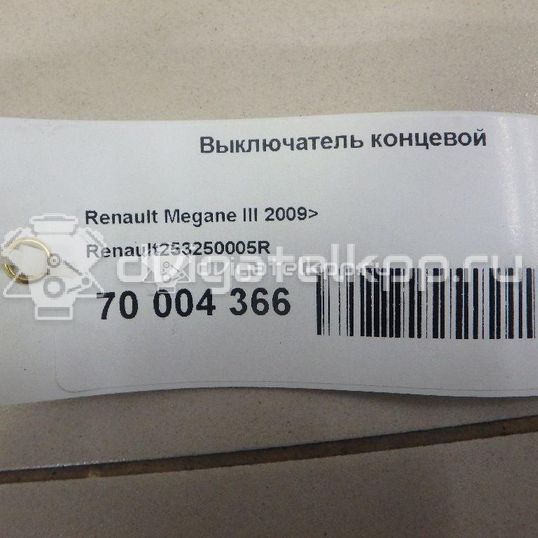 Выключатель концевой
Renault Megane III 2009>
Renault253250005R
70 004 366